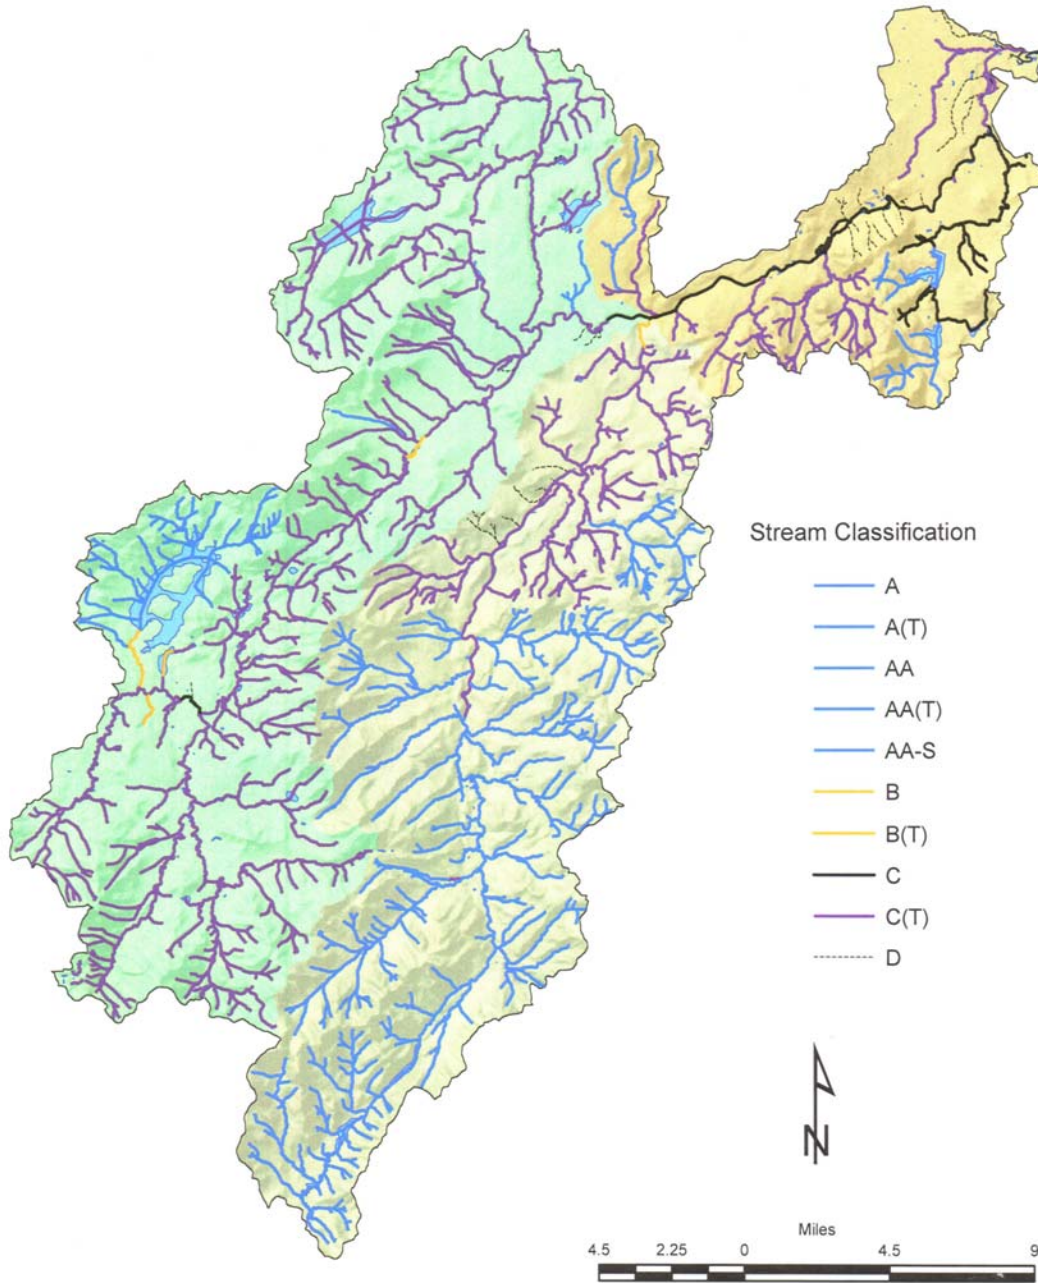 Stream Classification
A
A(T)
AA
AA(T)
AA-S
B
B(T)
C
C(T)
D
N
Miles
4.5 2.25 0 4.5 9